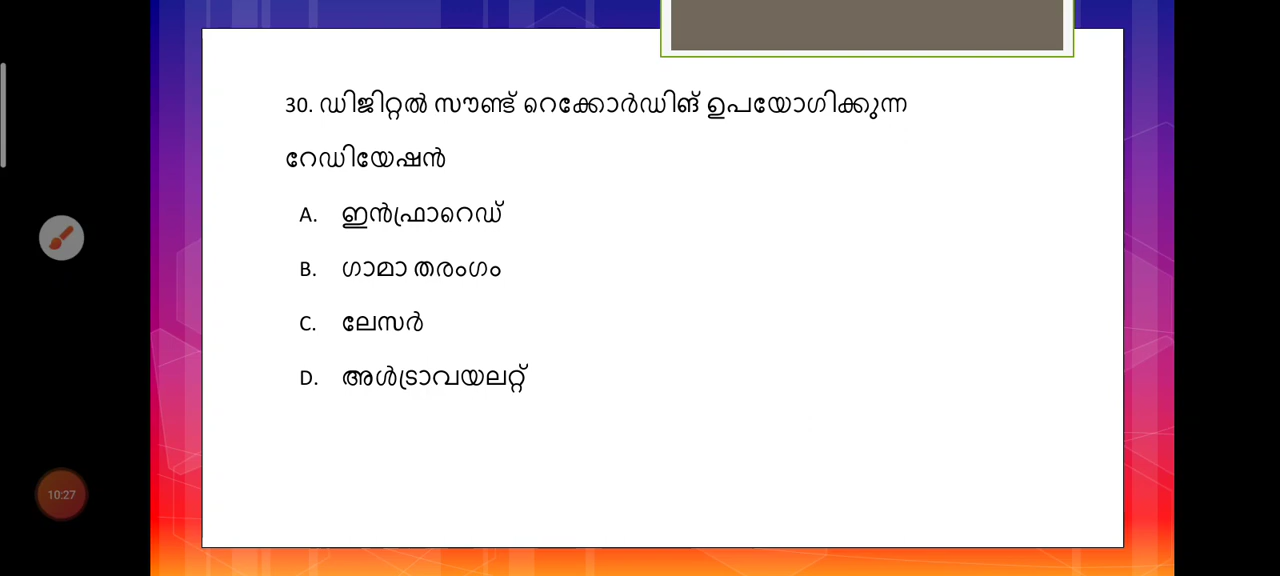 30. ഡിജിറ്റൽ സൗണ്ട് റെക്കോർഡിങ് ഉപയോഗിക്കുന്ന
റേഡിയേഷൻ
A. ഇൻഫ്രാറെഡ്
B. ഗാമാ തരംഗം
C. ലേസർ
D. അൾട്രാവയലറ്റ്
10:27